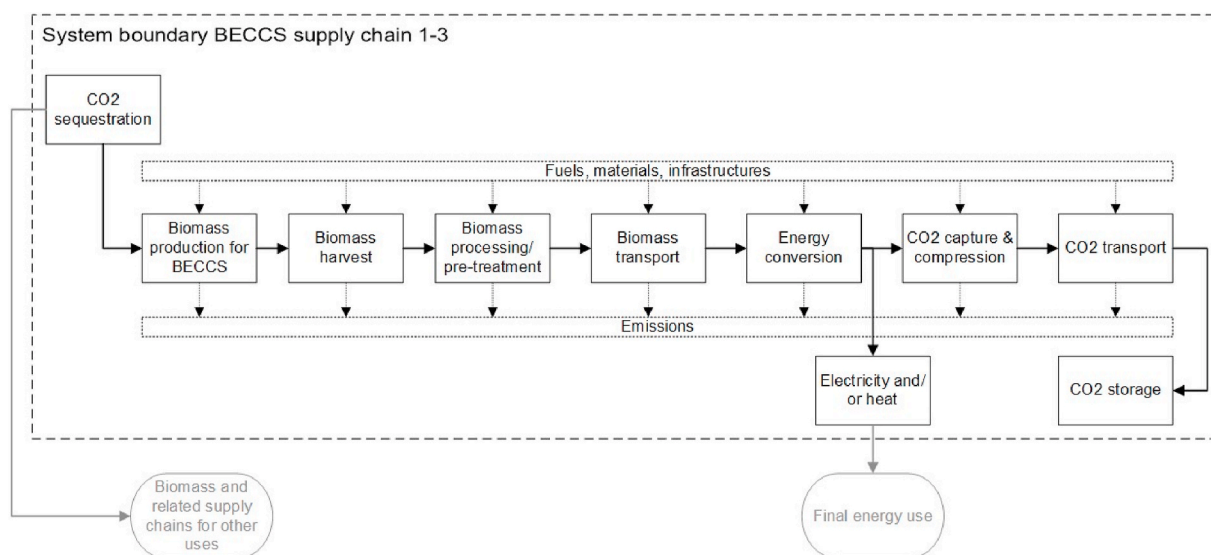 System boundary BECCS supply chain 1-3
CO2
sequestration
Fuels, materials, infrastructures
Biomass
production for
BECCS
Biomass
harvest
Biomass
processing/
pre-treatment
Biomass
transport
Energy
conversion
CO2 capture &
compression
CO2 transport
Emissions
Electricity and/
or heat
CO2 storage
Biomass and
related supply
chains for other
uses
Final energy use